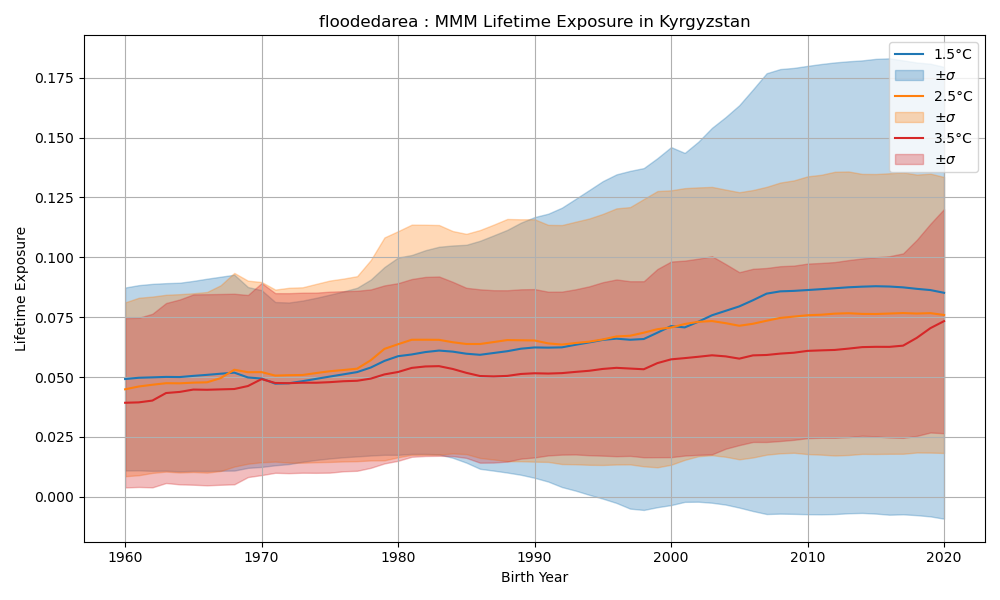 floodedarea : MMM Lifetime Exposure in Kyrgyzstan
Lifetime Exposure
0.175
0.150
0.125
0.100
0.075
0.050
0.025
0.000
1.5°C
±σ
2.5°C
±σ
3.5°C
±σ
1960 1970 1980 1990 2000 2010 2020
Birth Year